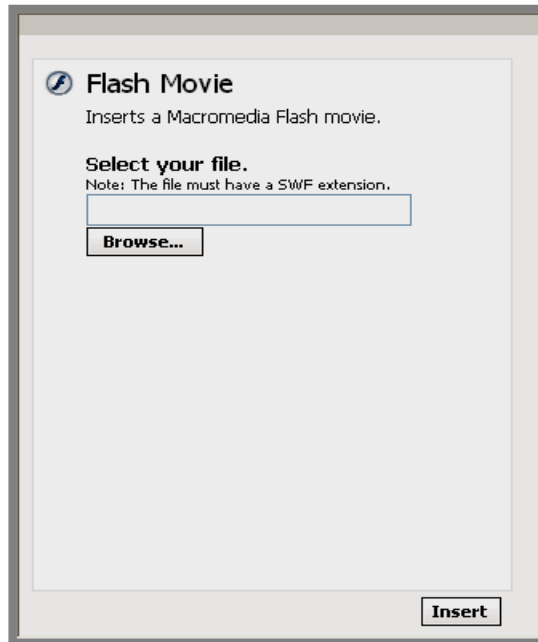 Flash Movie
Inserts a Macromedia Flash movie.
Select your file.
Note: The file must have a SWF extension.
Browse...
Insert